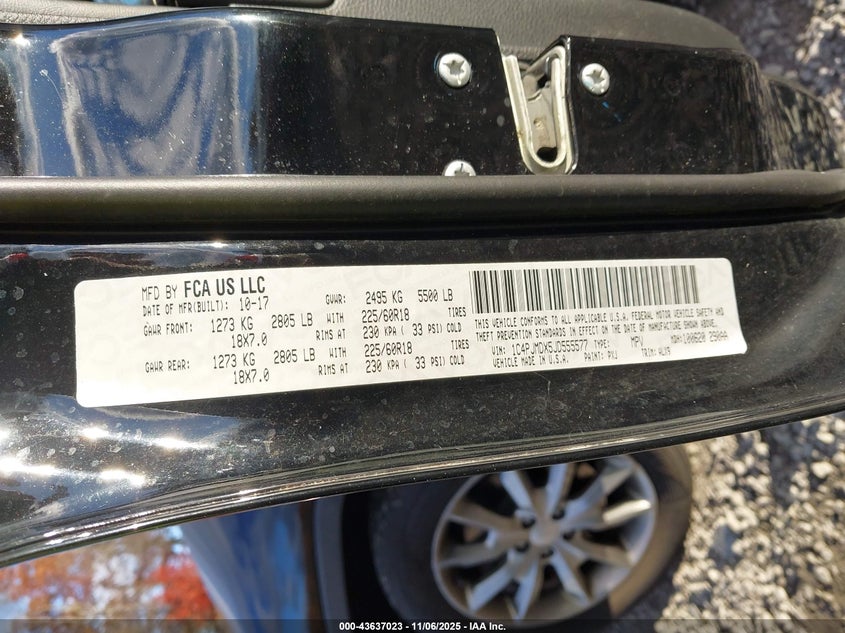 MFD BY FCA US LLC
DATE OF MFR(BUILT): 10-17 GVWR: 2495 KG 5500 LB
GAWR FRONT: 1273 KG 2805 LB WITH 225/60R18 TIRES
18X7.0 RIMS AT 230 KPA ( 33 PSI) COLD
GAWR REAR: 1273 KG 2805 LB WITH 225/60R18 TIRES
18X7.0 RIMS AT 230 KPA ( 33 PSI) COLD
THIS VEHICLE CONFORMS TO ALL APPLICABLE U.S.A. FEDERAL MOTOR VEHICLE SAFETY AND
THEFT PREVENTION STANDARDS IN EFFECT ON THE DATE OF MANUFACTURE SHOWN ABOVE.
VIN: 1C4PJMDX6JD555577 TYPE: MPV
VEHICLE MADE IN U.S.A. PAINT: PXJ TRIM:
000-43637023 - 11/06/2025 - IAA Inc.